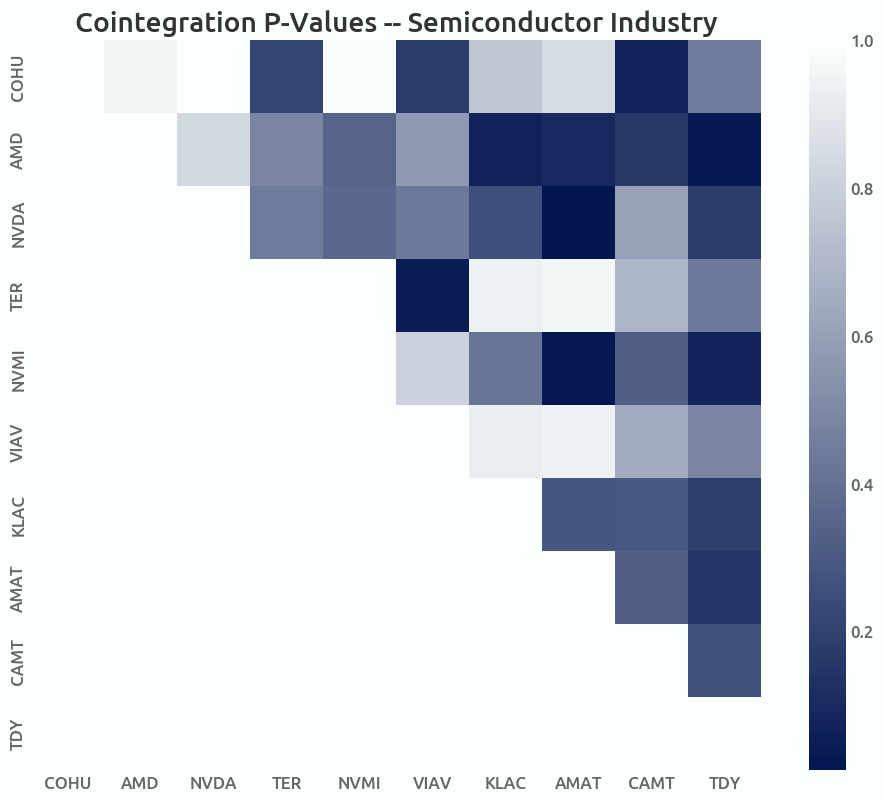 Cointegration P-Values -- Semiconductor Industry
COHU
AMD
NVDA
TER
NVMI
VIAV
KLAC
AMAT
CAMT
TDY
COHU AMD NVDA TER NVMI VIAV KLAC AMAT CAMT TDY
1.0
0.8
0.6
0.4
0.2